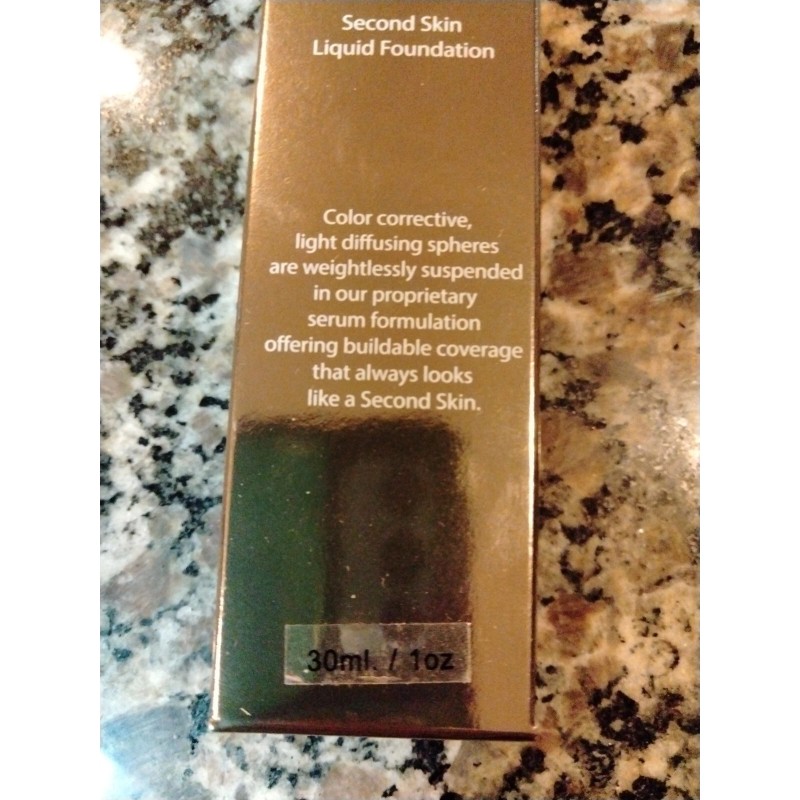 Second Skin
Liquid Foundation
Color corrective,
light diffusing spheres
are weightlessly suspended
in our proprietary
serum formulation
offering buildable coverage
that always looks
like a Second Skin.
30ml. / 1oz